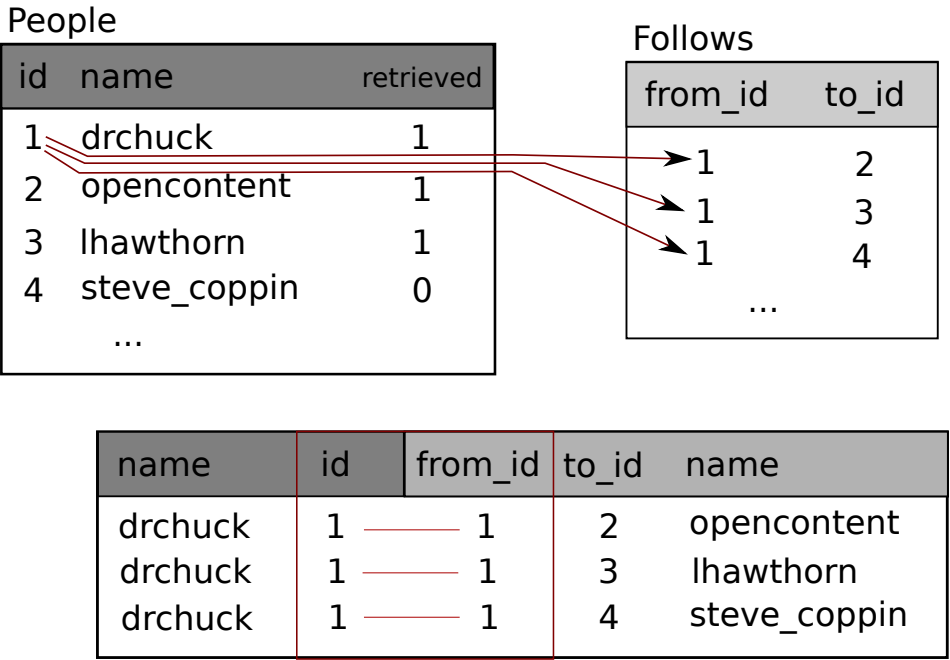 People
id name retrieved
1 drchuck 1
2 opencontent 1
3 lhawthorn 1
4 steve_coppin 0
...
Follows
from_id to_id
1 2
1 3
1 4
...
name id from_id to_id name
drchuck 1 1 2 opencontent
drchuck 1 1 3 lhawthorn
drchuck 1 1 4 steve_coppin